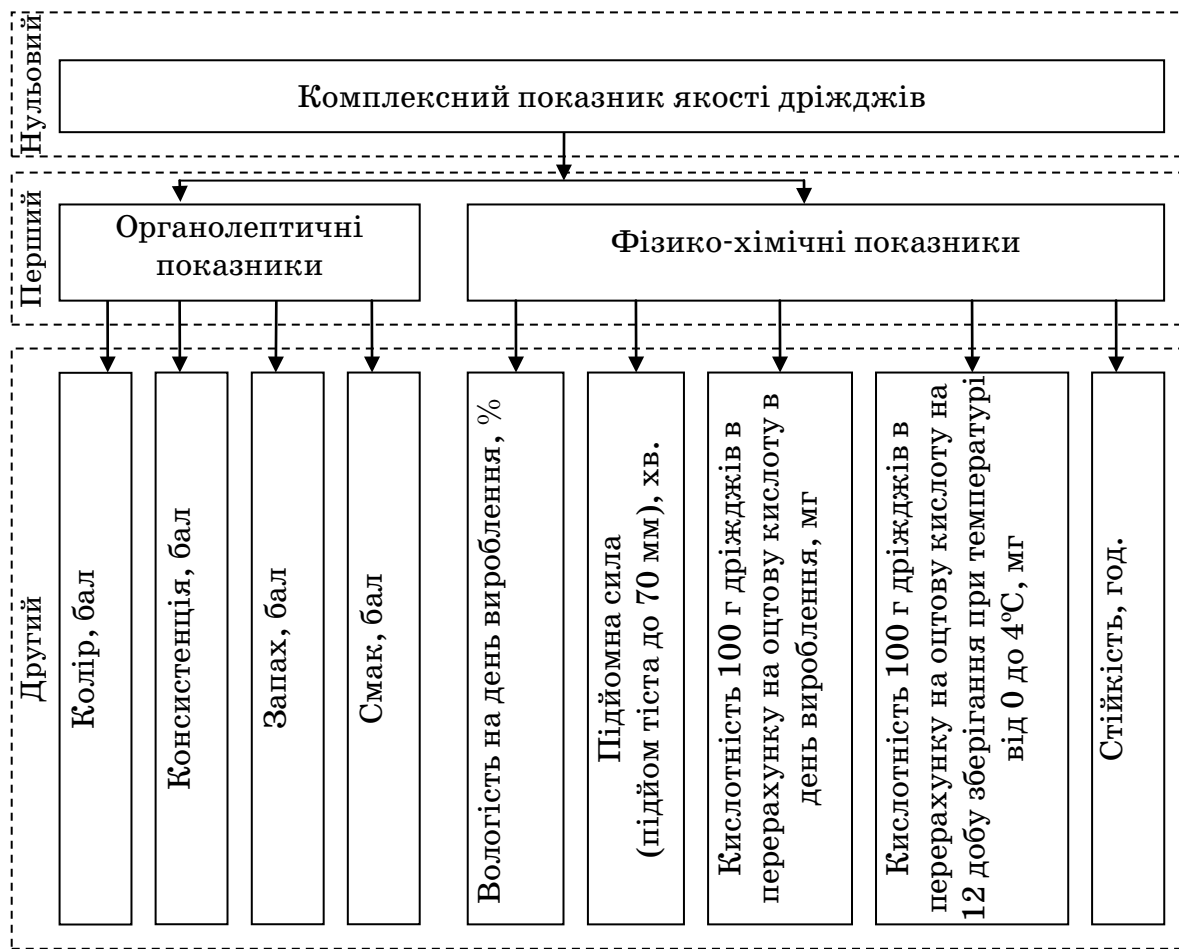 Нульовий
Комплексний показник якості дріжджів
Перший
Органолептичні
показники
Фізико-хімічні показники
Другий
Колір, бал
Консистенція, бал
Запах, бал
Смак, бал
Вологість на день вироблення, %
Підйомна сила
(підйом тіста до 70 мм), хв.
Кислотність 100 г дріжджів в
перерахунку на оцтову кислоту в
день вироблення, мг
Кислотність 100 г дріжджів в
перерахунку на оцтову кислоту на
12 добу зберігання при температурі
від 0 до 4ºС, мг
Стійкість, год.